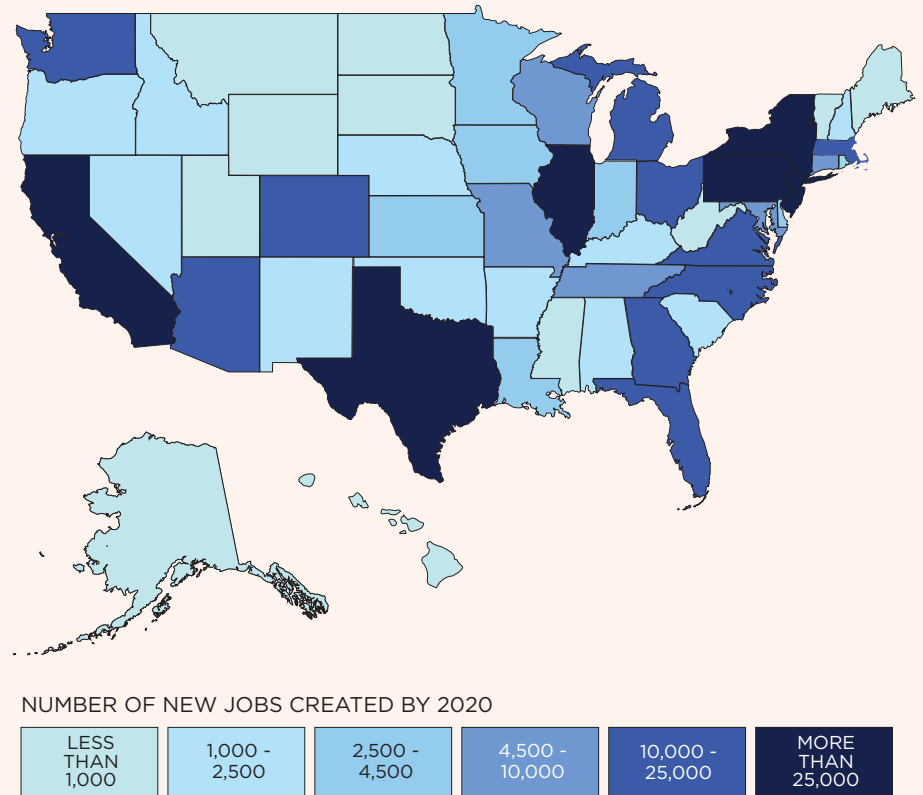 NUMBER OF NEW JOBS CREATED BY 2020
LESS
THAN
1,000
1,000 -
2,500
2,500 -
4,500
4,500 -
10,000
10,000 -
25,000
MORE
THAN
25,000